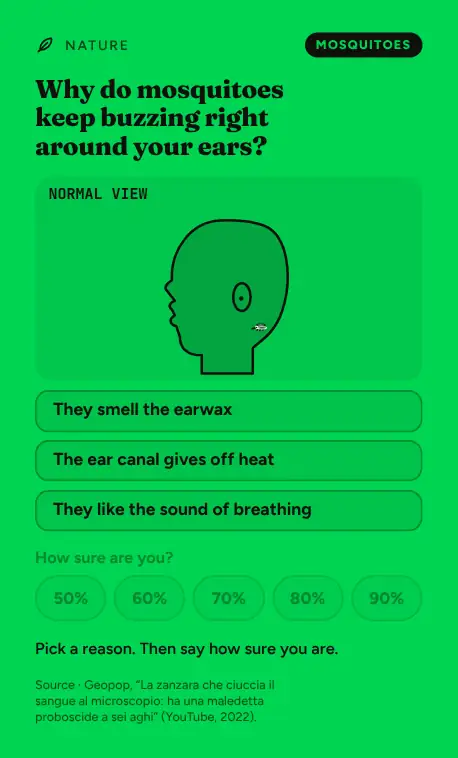 NATURE
MOSQUITOES
Why do mosquitoes
keep buzzing right
around your ears?
NORMAL VIEW
They smell the earwax
The ear canal gives off heat
They like the sound of breathing
How sure are you?
50% 60% 70% 80% 90%
Pick a reason. Then say how sure you are.
Source · Geopop, "La zanzara che ciuccia il
sangue al microscopio: ha una maledetta
proboscide a sei aghi" (YouTube, 2022).